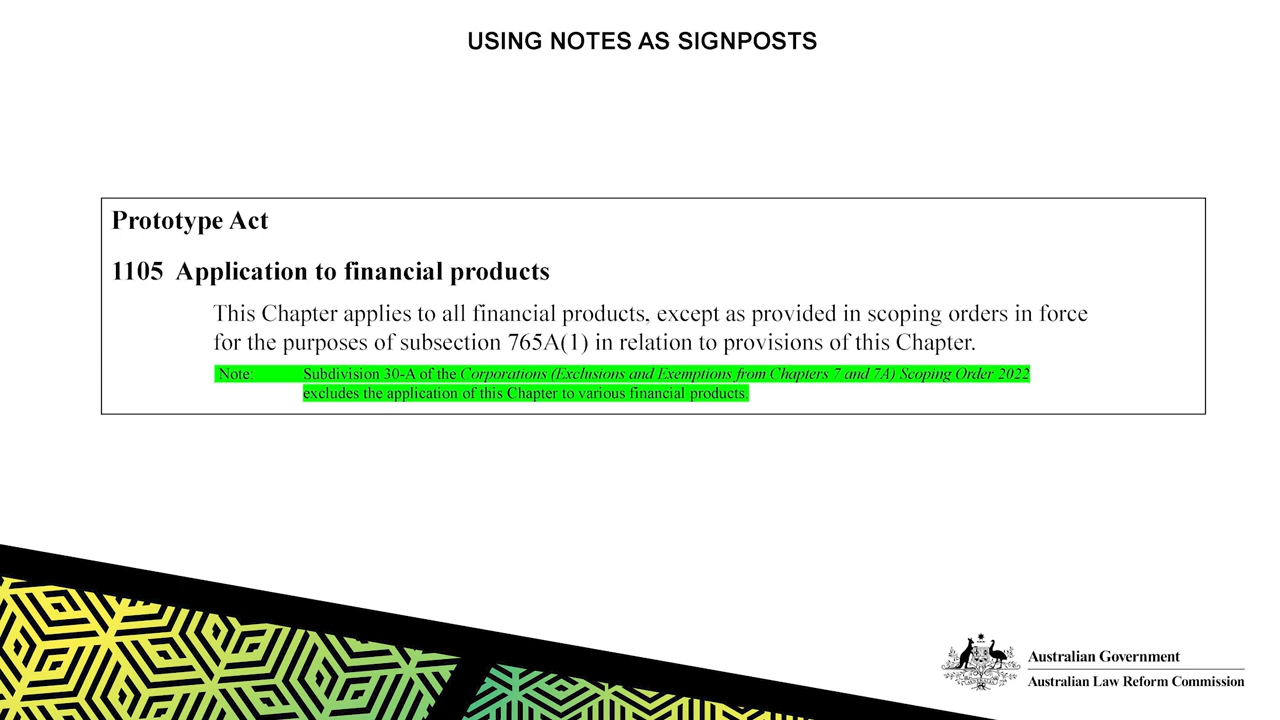 USING NOTES AS SIGNPOSTS
Prototype Act
1105 Application to financial products
This Chapter applies to all financial products, except as provided in scoping orders in force
for the purposes of subsection 765A(1) in relation to provisions of this Chapter.
Note: Subdivision 30-A of the Corporations (Exclusions and Exemptions from Chapters 7 and 7A) Scoping Order 2022
excludes the application of this Chapter to various financial products.
Australian Government
Australian Law Reform Commission